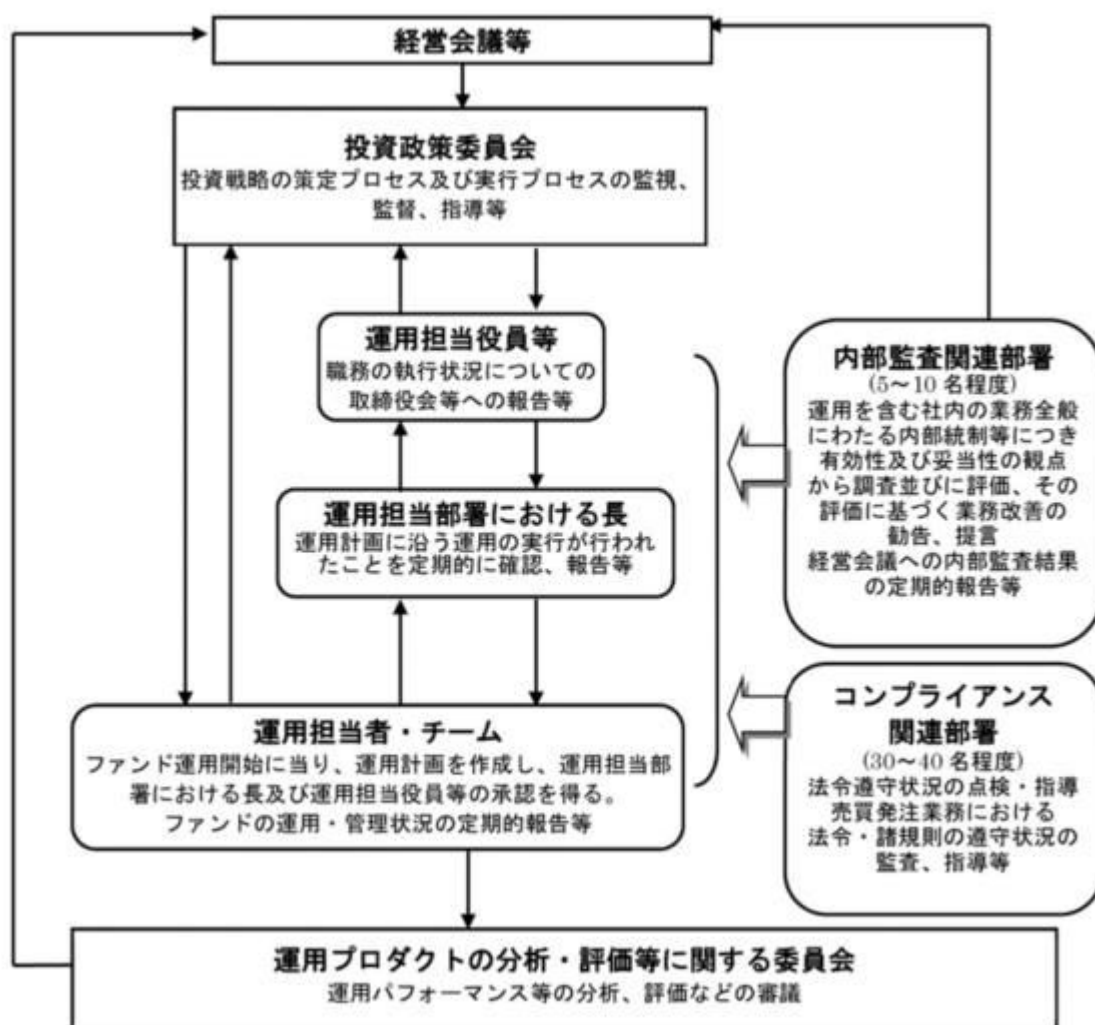 経営会議等
投資政策委員会
投資戦略の策定プロセス及び実行プロセスの監視、
監督、指導等
運用担当役員等
職務の執行状況についての
取締役会等への報告等
運用担当部署における長
運用計画に沿う運用の実行が行われ
たことを定期的に確認、報告等
運用担当者・チーム
ファンド運用開始に当り、運用計画を作成し、運用担当部
署における長及び運用担当役員等の承認を得る。
ファンドの運用・管理状況の定期的報告等
内部監査関連部署
(5～10 名程度)
運用を含む社内の業務全般
にわたる内部統制等につき
有効性及び妥当性の観点
から調査並びに評価、その
評価に基づく業務改善の
勧告、提言
経営会議への内部監査結果
の定期的報告等
コンプライアンス
関連部署
(30～40 名程度)
法令遵守状況の点検・指導
売買発注業務における
法令・諸規則の遵守状況の
監査、指導等
運用プロダクトの分析・評価等に関する委員会
運用パフォーマンス等の分析、評価などの審議